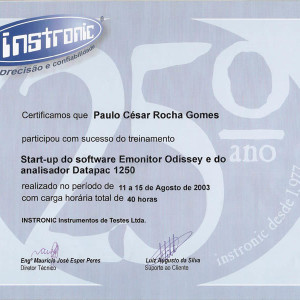 instronic
precisão e confiabilidade
25º
ano
Certificamos que Paulo César Rocha Gomes
participou com sucesso do treinamento
Start-up do software Emonitor Odissey e do
analisador Datapac 1250
realizado no período de 11 a 15 de Agosto de 2003
com carga horária total de 40 horas
INSTRONIC Instrumentos de Testes Ltda.
instronic desde 1977
Engº Mauricio José Esper Peres
Diretor Técnico
Luiz Augusto da Silva
Suporte ao Cliente